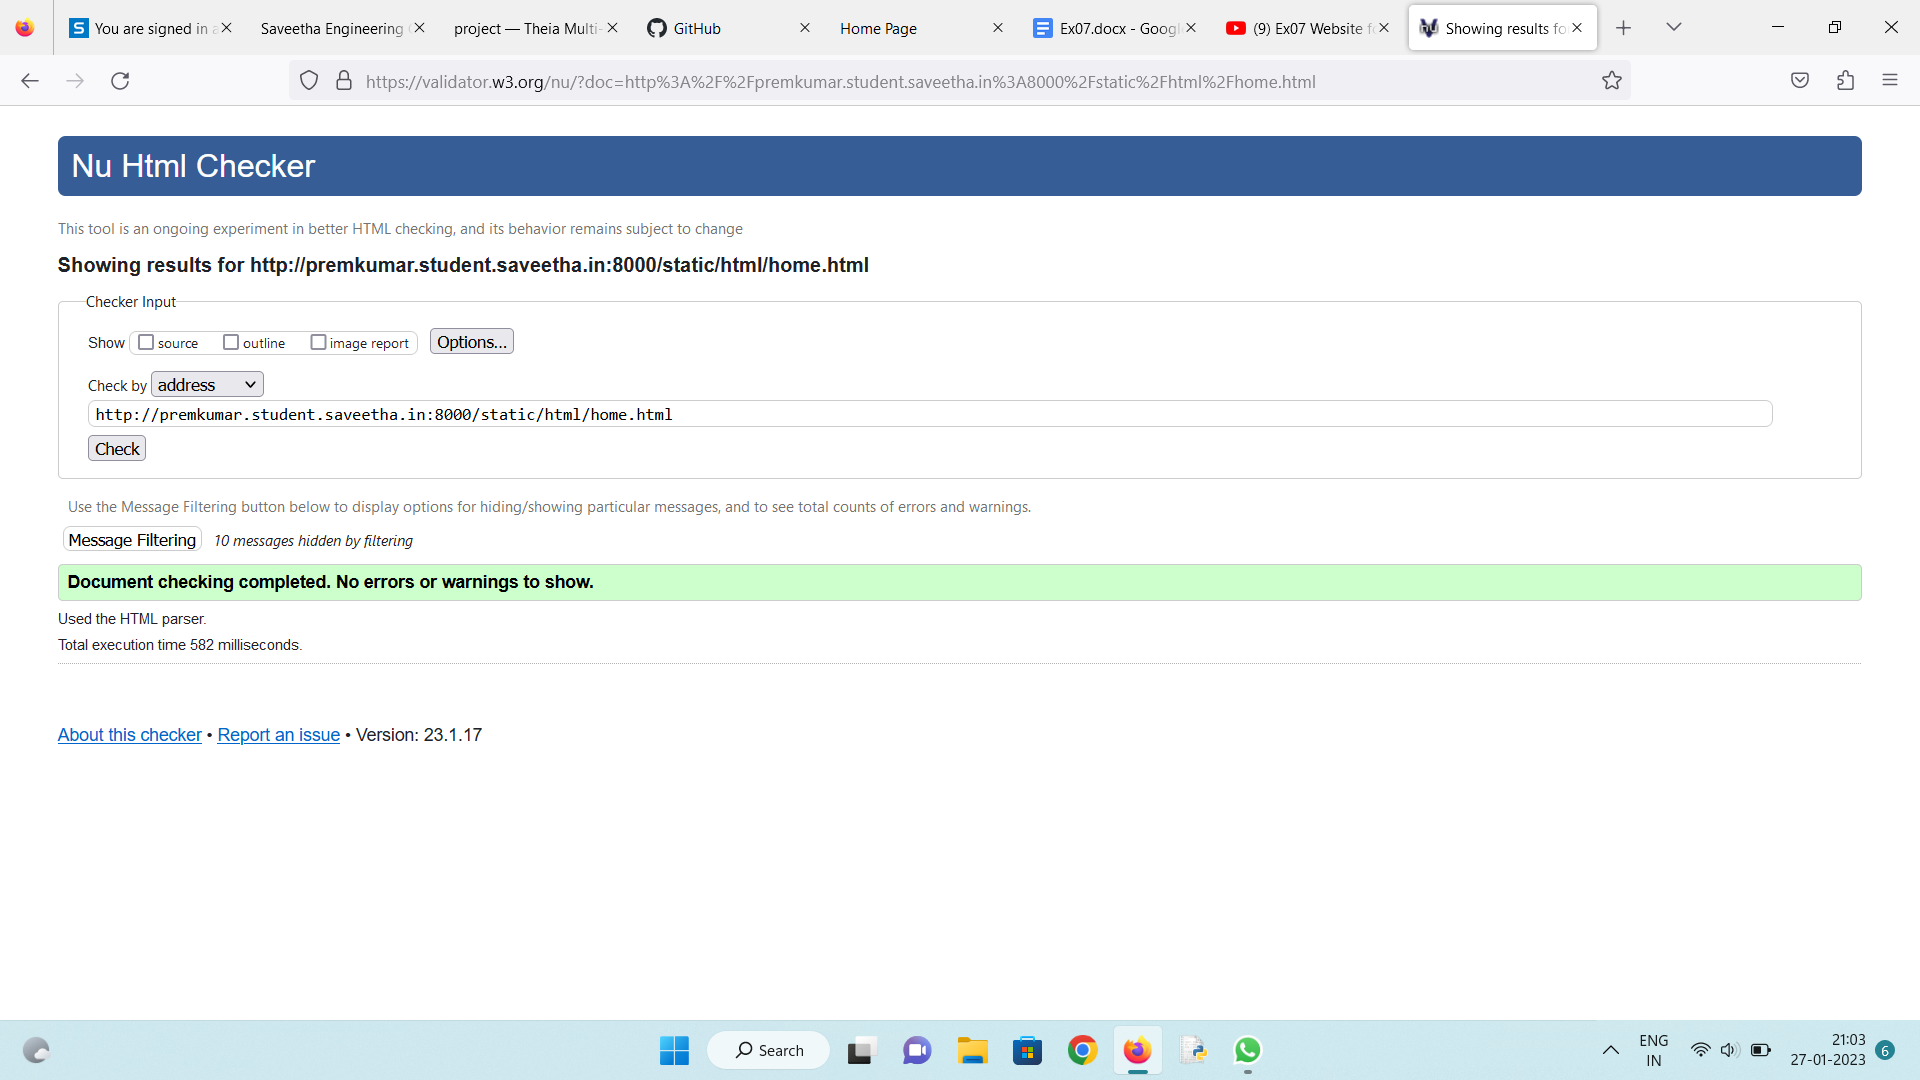 You are signed in a
Saveetha Engineering
project — Theia Multi-
GitHub
Home Page
Ex07.docx - Googl
(9) Ex07 Website f
Showing results fo
https://validator.w3.org/nu/?doc=http%3A%2F%2Fpremkumar.student.saveetha.in%3A8000%2Fstatic%2Fhtml%2Fhome.html
Nu Html Checker
This tool is an ongoing experiment in better HTML checking, and its behavior remains subject to change
Showing results for http://premkumar.student.saveetha.in:8000/static/html/home.html
Checker Input
Show source outline image report Options...
Check by address
http://premkumar.student.saveetha.in:8000/static/html/home.html
Check
Use the Message Filtering button below to display options for hiding/showing particular messages, and to see total counts of errors and warnings.
Message Filtering 10 messages hidden by filtering
Document checking completed. No errors or warnings to show.
Used the HTML parser.
Total execution time 582 milliseconds.
About this checker • Report an issue • Version: 23.1.17
Search
ENG
IN
21:03
27-01-2023
6